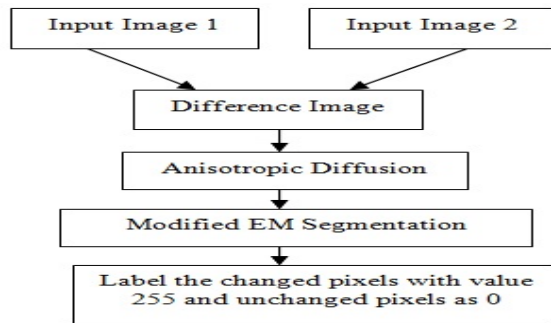 Input Image 1
Input Image 2
Difference Image
Anisotropic Diffusion
Modified EM Segmentation
Label the changed pixels with value
255 and unchanged pixels as 0